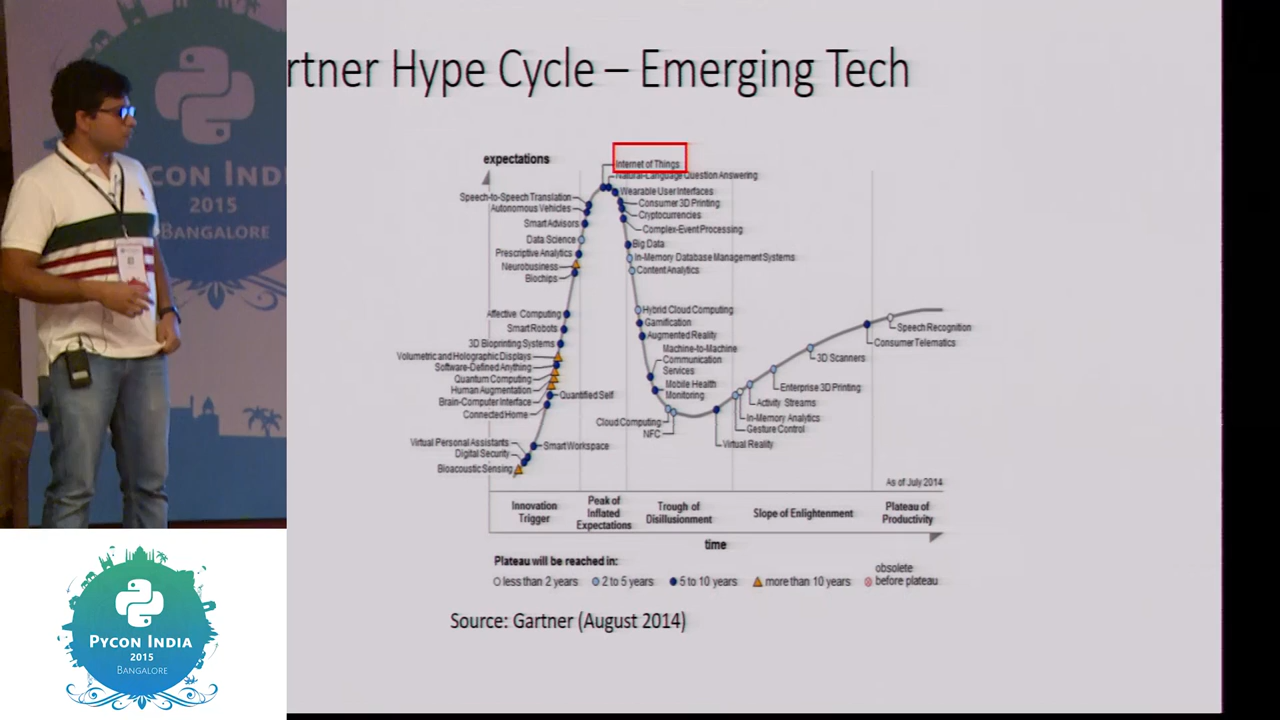 rtner Hype Cycle – Emerging Tech
CON INDI
2015
BANGALORE
expectations
Internet of Things
Natural-Language Question Answering
Wearable User Interfaces
Consumer 3D Printing
Cryptocurrencies
Complex-Event Processing
Big Data
In-Memory Database Management Systems
Content Analytics
Hybrid Cloud Computing
Gamification
Augmented Reality
Machine-to-Machine
Communication
Services
Mobile Health
Monitoring
Speech-to-Speech Translation
Autonomous Vehicles
Smart Advisors
Data Science
Prescriptive Analytics
Neurobusiness
Biochips
Affective Computing
Smart Robots
3D Bioprinting Systems
Volumetric and Holographic Displays
Software-Defined Anything
Quantum Computing
Human Augmentation
Brain-Computer Interface
Connected Home
Quantified Self
Virtual Personal Assistants
Digital Security
Bioacoustic Sensing
Smart Workspace
Cloud Computing
NFC
Virtual Reality
Gesture Control
In-Memory Analytics
Activity Streams
Enterprise 3D Printing
3D Scanners
Consumer Telematics
Speech Recognition
As of July 2014
Innovation
Trigger
Peak of
Inflated
Expectations
Trough of
Disillusionment
Slope of Enlightenment
Plateau of
Productivity
time
Plateau will be reached in:
less than 2 years
2 to 5 years
5 to 10 years
more than 10 years
obsolete
before plateau
Source: Gartner (August 2014)
PYCON INDIA
2015
BANGALORE